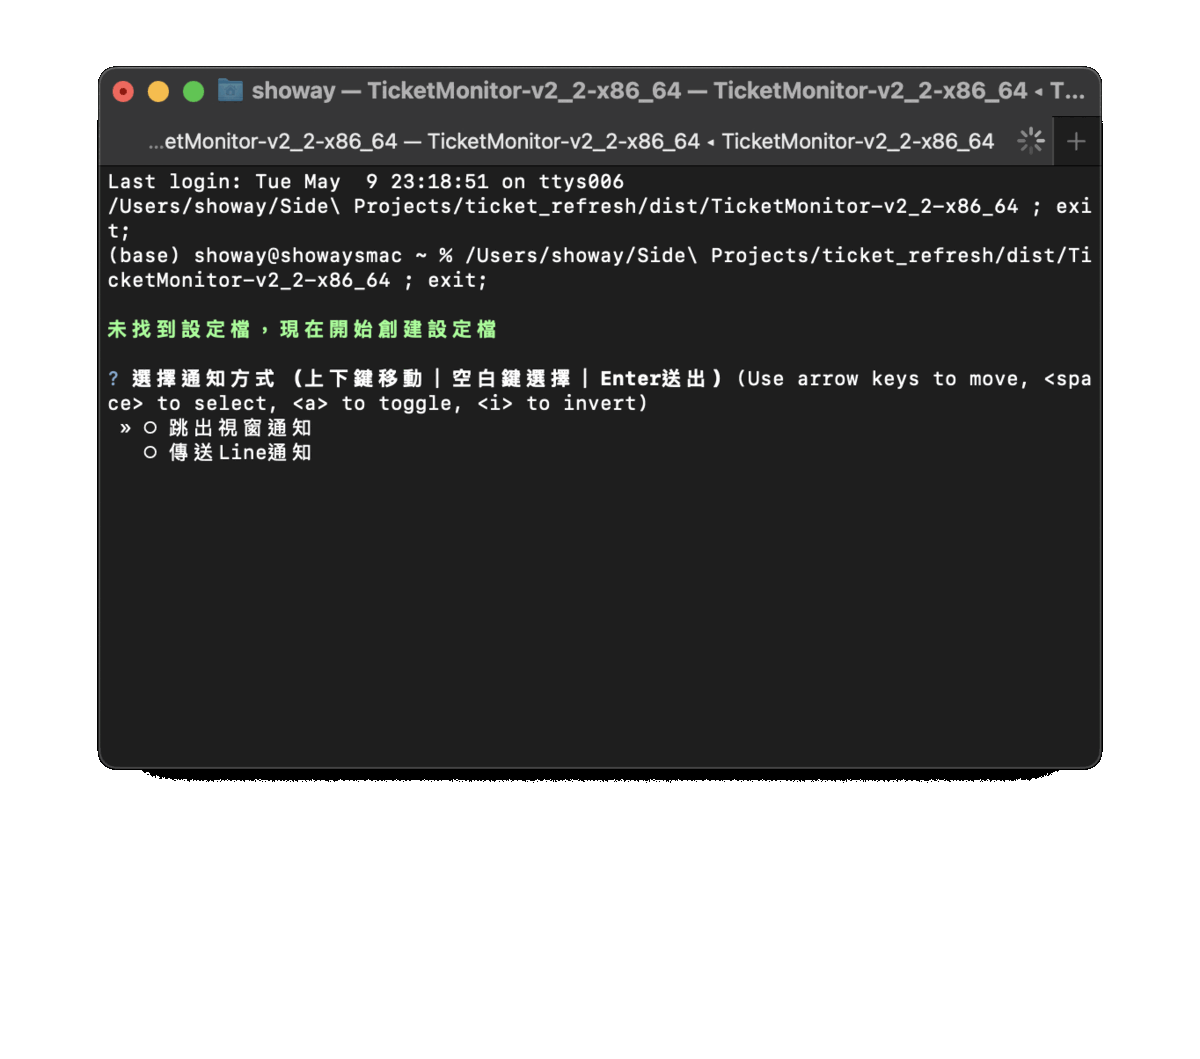 showay — TicketMonitor-v2_2-x86_64 — TicketMonitor-v2_2-x86_64 ◂ T...
...etMonitor-v2_2-x86_64 — TicketMonitor-v2_2-x86_64 ◂ TicketMonitor-v2_2-x86_64
Last login: Tue May  9 23:18:51 on ttys006
/Users/showay/Side\ Projects/ticket_refresh/dist/TicketMonitor-v2_2-x86_64 ; exi
t;
(base) showay@showaysmac ~ % /Users/showay/Side\ Projects/ticket_refresh/dist/Ti
cketMonitor-v2_2-x86_64 ; exit;
未找到設定檔，現在開始創建設定檔
? 選擇通知方式 (上下鍵移動｜空白鍵選擇｜Enter送出) (Use arrow keys to move, <spa
ce> to select, <a> to toggle, <i> to invert)
» ○ 跳出視窗通知
○ 傳送Line通知